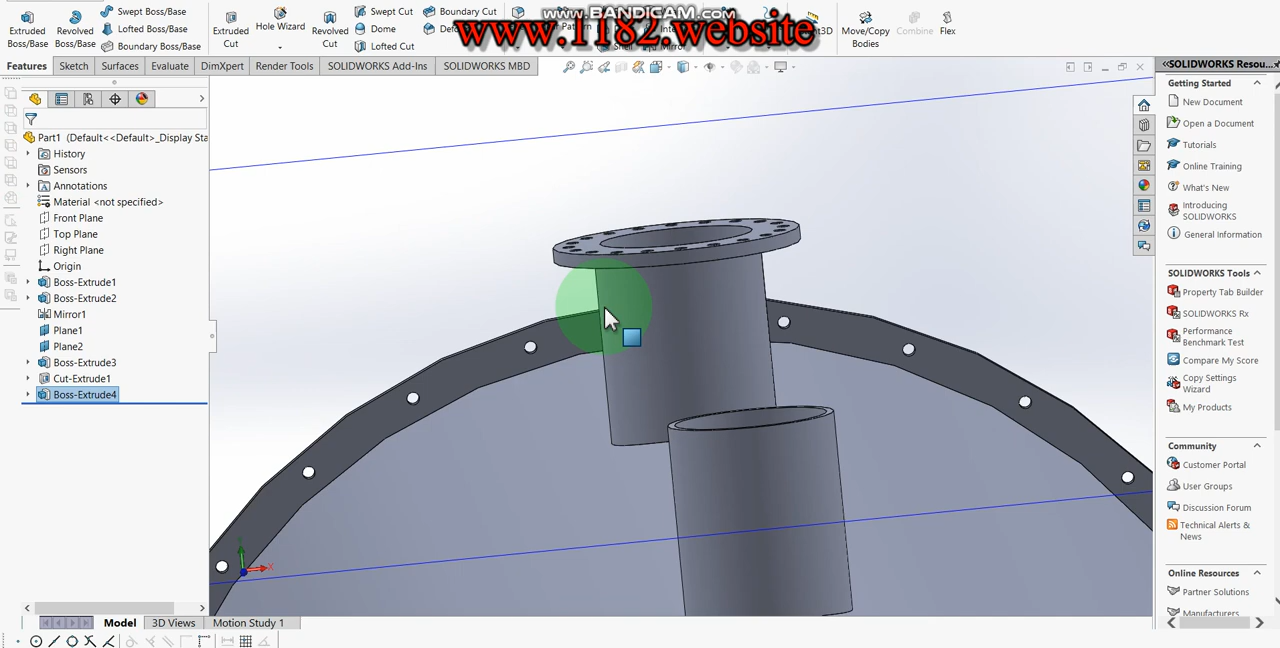 www.BANDICAM.com
www.1182.website
Extruded Boss/Base
Revolved Boss/Base
Swept Boss/Base
Lofted Boss/Base
Boundary Boss/Base
Extruded Cut
Hole Wizard
Revolved Cut
Swept Cut
Dome
Lofted Cut
Boundary Cut
Move/Copy Bodies
Combine
Flex
Features
Sketch
Surfaces
Evaluate
DimXpert
Render Tools
SOLIDWORKS Add-Ins
SOLIDWORKS MBD
Part1 (Default<<Default>_Display Sta
History
Sensors
Annotations
Material <not specified>
Front Plane
Top Plane
Right Plane
Origin
Boss-Extrude1
Boss-Extrude2
Mirror1
Plane1
Plane2
Boss-Extrude3
Cut-Extrude1
Boss-Extrude4
X
Model
3D Views
Motion Study 1
SOLIDWORKS Resou...
Getting Started
New Document
Open a Document
Tutorials
Online Training
What's New
Introducing
SOLIDWORKS
General Information
SOLIDWORKS Tools
Property Tab Builder
SOLIDWORKS Rx
Performance
Benchmark Test
Compare My Score
Copy Settings
Wizard
My Products
Community
Customer Portal
User Groups
Discussion Forum
Technical Alerts &
News
Online Resources
Partner Solutions
Manufacturers